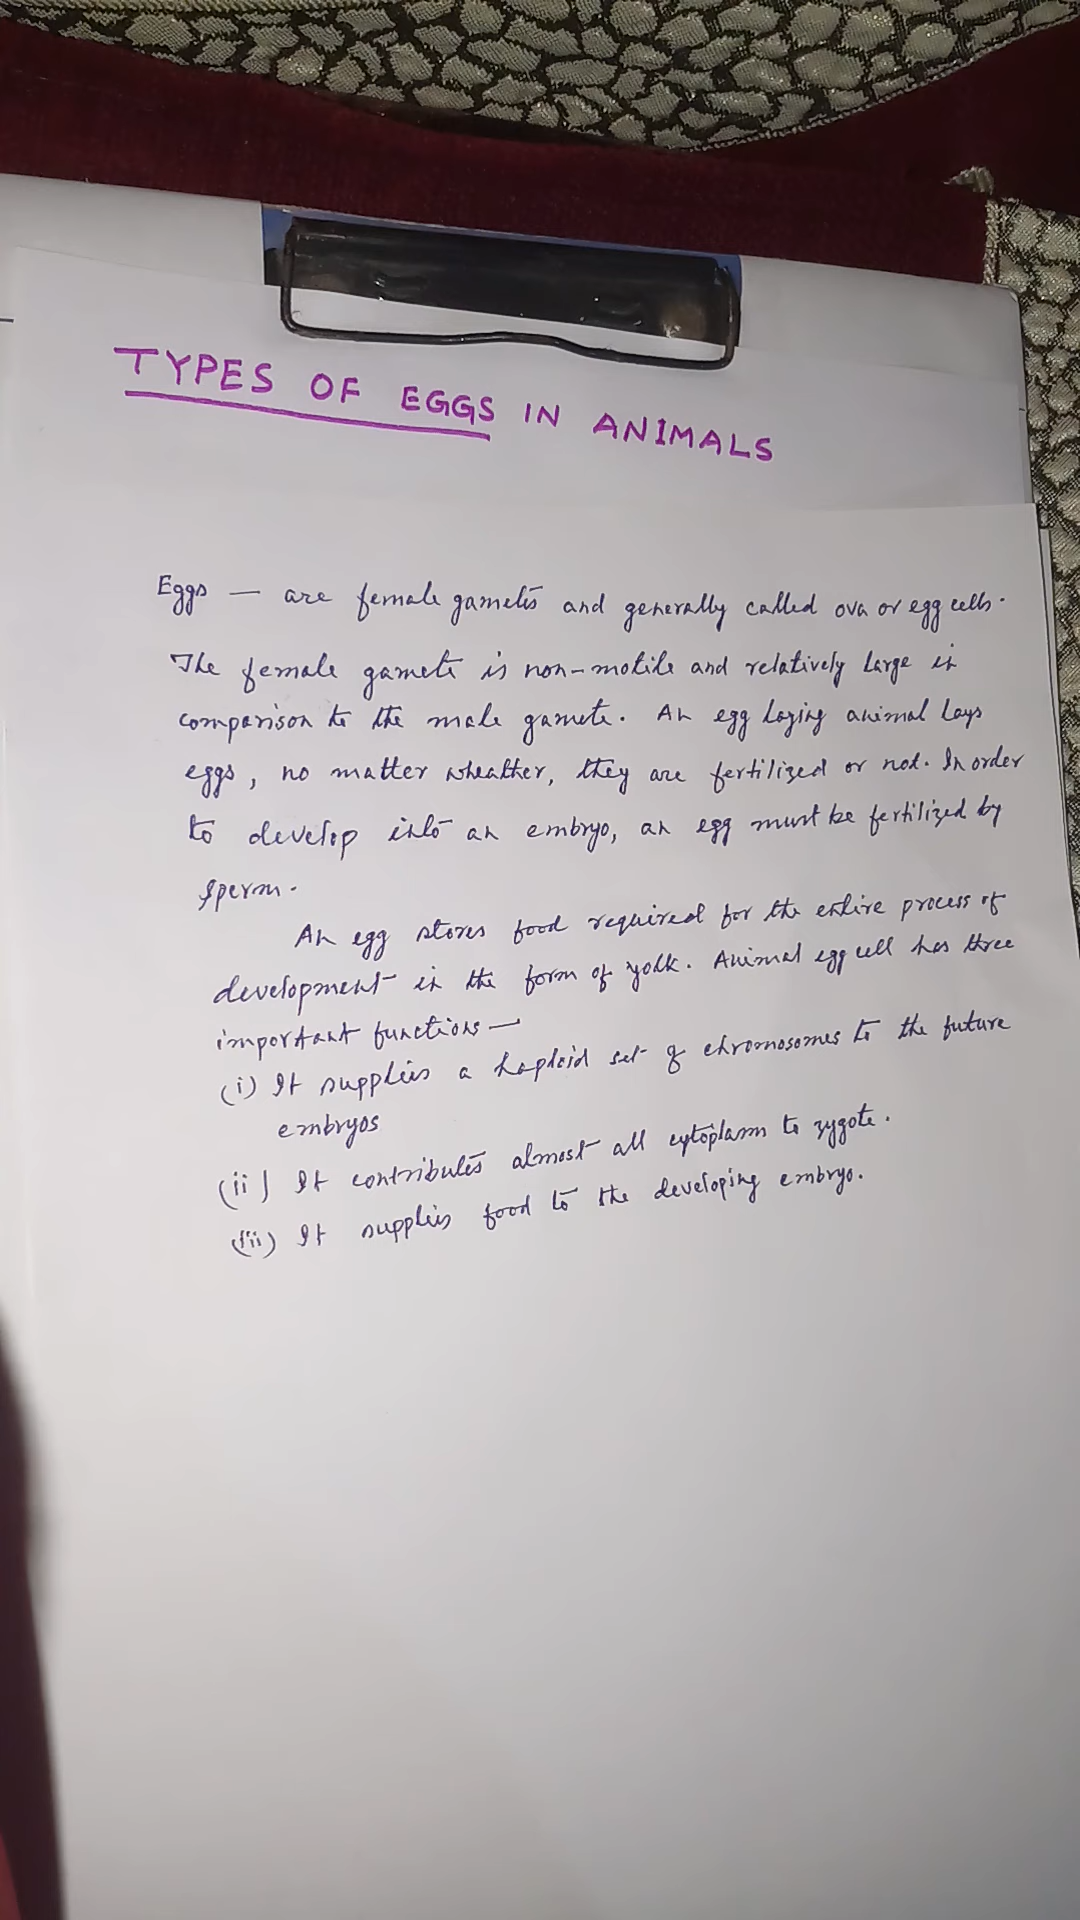 TYPES OF EGGS IN ANIMALS
Eggs — are female gametes and generally called ova or egg cells.
The female gamete is non-motile and relatively large in
comparison to the male gamete. An egg laying animal lays
eggs, no matter wheather, they are fertilized or not. In order
to develop into an embryo, an egg must be fertilized by
sperm.
An egg stores food required for the entire process of
development in the form of yolk. Animal egg cell has three
important functions —
(i) It supplies a haploid set of chromosomes to the future
embryos
(ii) It contributes almost all cytoplasm to zygote.
(iii) It supplies food to the developing embryo.